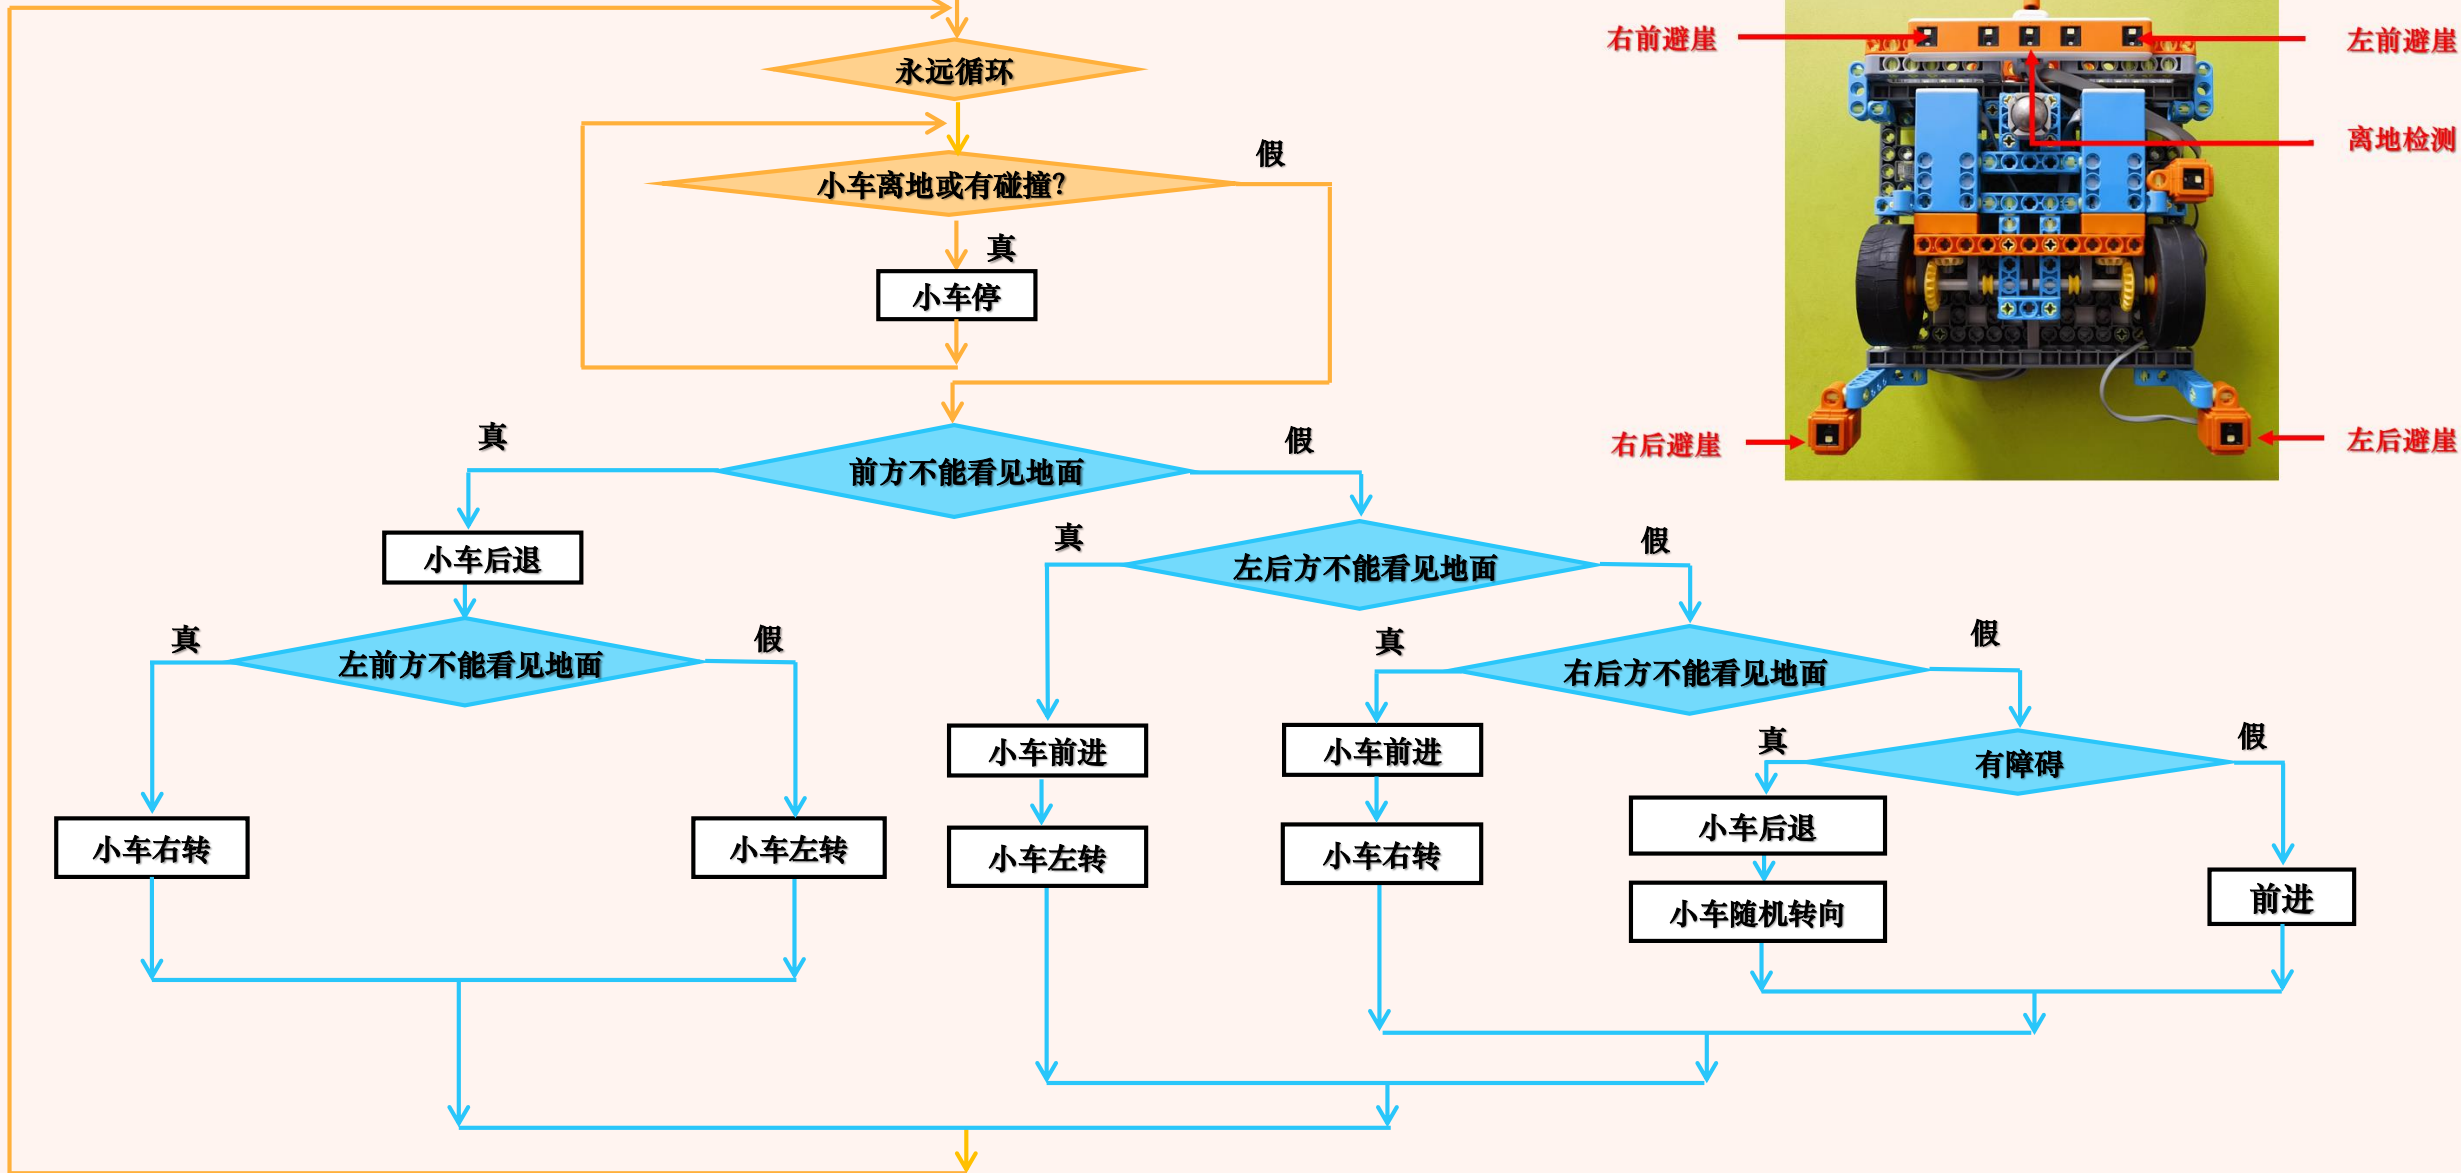 右前避崖
左前避崖
永远循环
离地检测
假
小车离地或有碰撞?
真
小车停
真
假
右后避崖
左后避崖
前方不能看见地面
真
假
小车后退
左后方不能看见地面
真
假
真
假
左前方不能看见地面
右后方不能看见地面
真
假
小车前进
小车前进
有障碍
小车后退
小车右转
小车左转
小车左转
小车右转
小车随机转向
前进